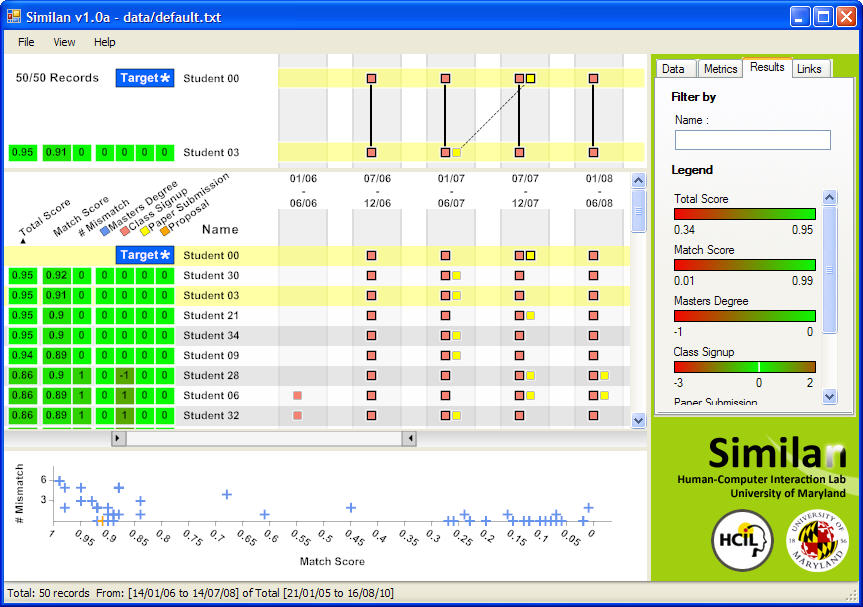 Similan v1.0a - data/default.txt
File View Help
50/50 Records Target* Student 00
0.95 0.91 0 0 0 0 0 Student 03
01/06 - 06/06 07/06 - 12/06 01/07 - 06/07 07/07 - 12/07 01/08 - 06/08
Total Score
Match Score
# Mismatch
Masters Degree
Class Signup
Paper Submission
Proposal
Name
Target* Student 00
0.95 0.92 0 0 0 0 0 Student 30
0.95 0.91 0 0 0 0 0 Student 03
0.95 0.9 0 0 0 0 0 Student 21
0.95 0.9 0 0 0 0 0 Student 34
0.94 0.89 0 0 0 0 0 Student 09
0.86 0.9 1 0 -1 0 0 Student 28
0.86 0.89 1 0 1 0 0 Student 06
0.86 0.89 1 0 1 0 0 Student 32
# Mismatch
6
3
1 0.95 0.9 0.85 0.8 0.75 0.7 0.65 0.6 0.55 0.5 0.45 0.4 0.35 0.3 0.25 0.2 0.15 0.1 0.05 0
Match Score
Data Metrics Results Links
Filter by
Name :
Legend
Total Score
0.34 0.95
Match Score
0.01 0.99
Masters Degree
-1 0
Class Signup
-3 0 2
Paper Submission
Similan
Human-Computer Interaction Lab
University of Maryland
HCIL
UNIVERSITY OF
18 56
MARYLAND
Total: 50 records From: [14/01/06 to 14/07/08] of Total [21/01/05 to 16/08/10]